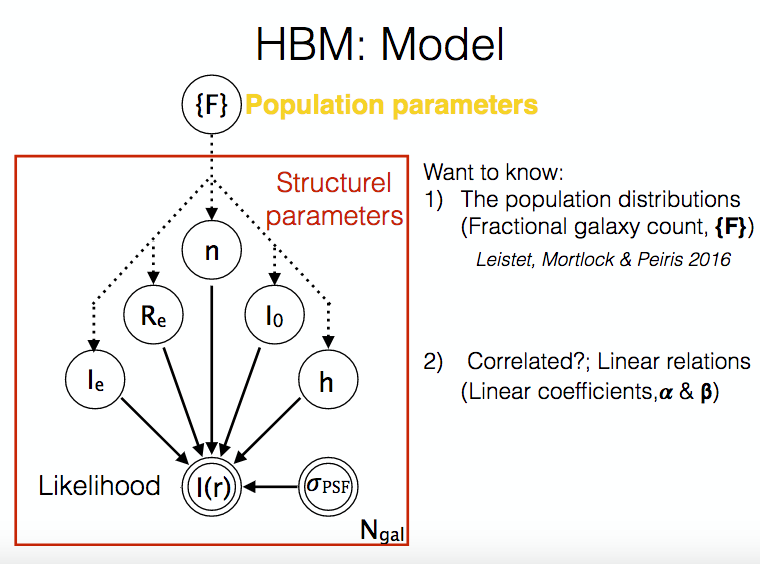 HBM: Model
{F} Population parameters
Structurel
parameters
n
Rₑ
I₀
Iₑ
h
Likelihood
I(r)
σPSF
Ngal
Want to know:
1) The population distributions
(Fractional galaxy count, {F})
Leistet, Mortlock & Peiris 2016
2) Correlated?; Linear relations
(Linear coefficients,α & β)